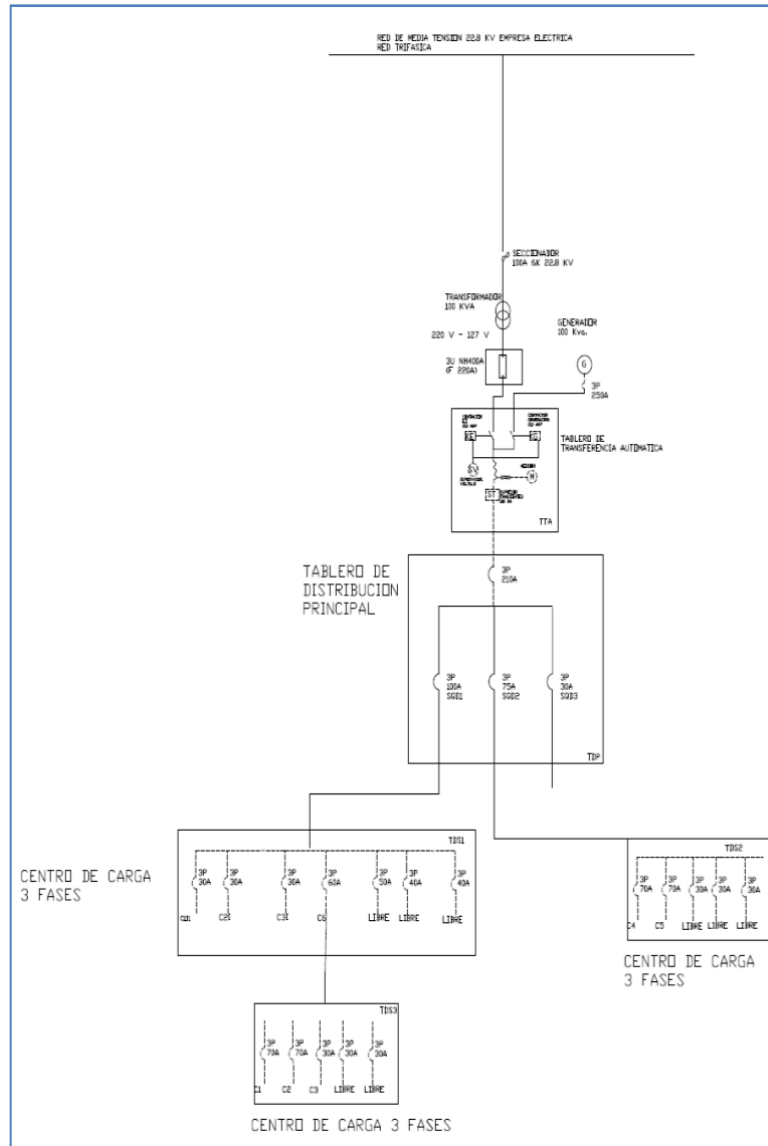 RED DE MEDIA TENSION 22.8 KV EMPRESA ELECTRICA
RED TRIFASICA
SECCIONADOR
100A 6K 22.8 KV
TRANSFORMADOR
100 KVA
GENERADOR
100 Kva.
220 V - 127 V
3U NH400A
(F 220A)
G
3P
250A
TABLERO DE
TRANSFERENCIA AUTOMATICA
M
ST
TTA
TABLERO DE
DISTRIBUCION
PRINCIPAL
3P
210A
3P
100A
SGD1
3P
75A
SGD2
3P
30A
SGD3
TDP
CENTRO DE CARGA
3 FASES
TDS1
3P
30A
3P
30A
3P
30A
3P
60A
3P
50A
3P
40A
3P
40A
C2I
C3I
C6
LIBRE
LIBRE
LIBRE
TDS2
3P
70A
3P
70A
3P
30A
3P
30A
3P
30A
C4
C5
LIBRE
LIBRE
LIBRE
CENTRO DE CARGA
3 FASES
TDS3
3P
70A
3P
70A
3P
30A
3P
30A
3P
30A
C1
C2
C3
LIBRE
LIBRE
CENTRO DE CARGA 3 FASES